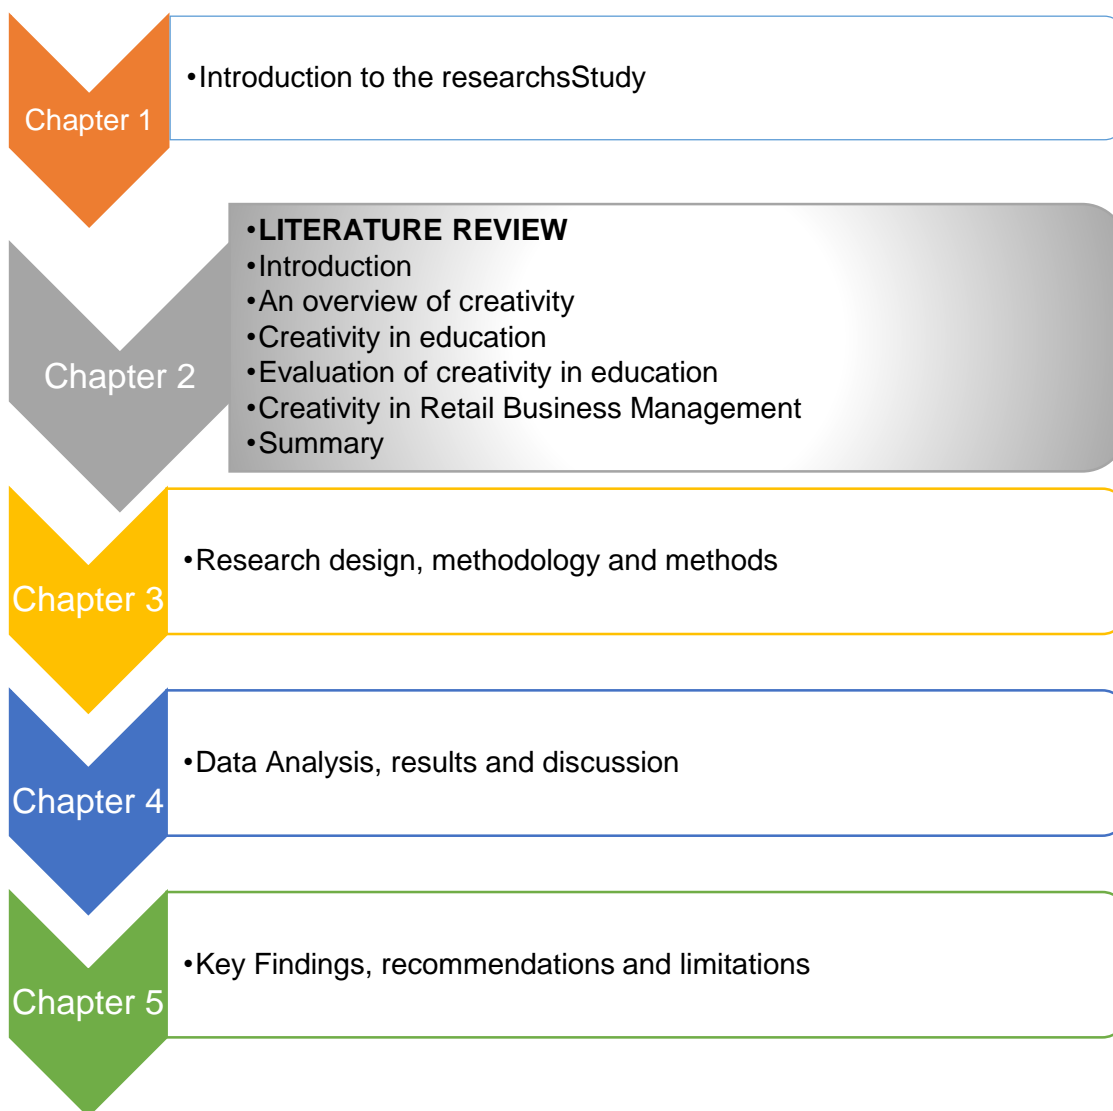 Chapter 1
•Introduction to the researchsStudy
Chapter 2
•LITERATURE REVIEW
•Introduction
•An overview of creativity
•Creativity in education
•Evaluation of creativity in education
•Creativity in Retail Business Management
•Summary
Chapter 3
•Research design, methodology and methods
Chapter 4
•Data Analysis, results and discussion
Chapter 5
•Key Findings, recommendations and limitations